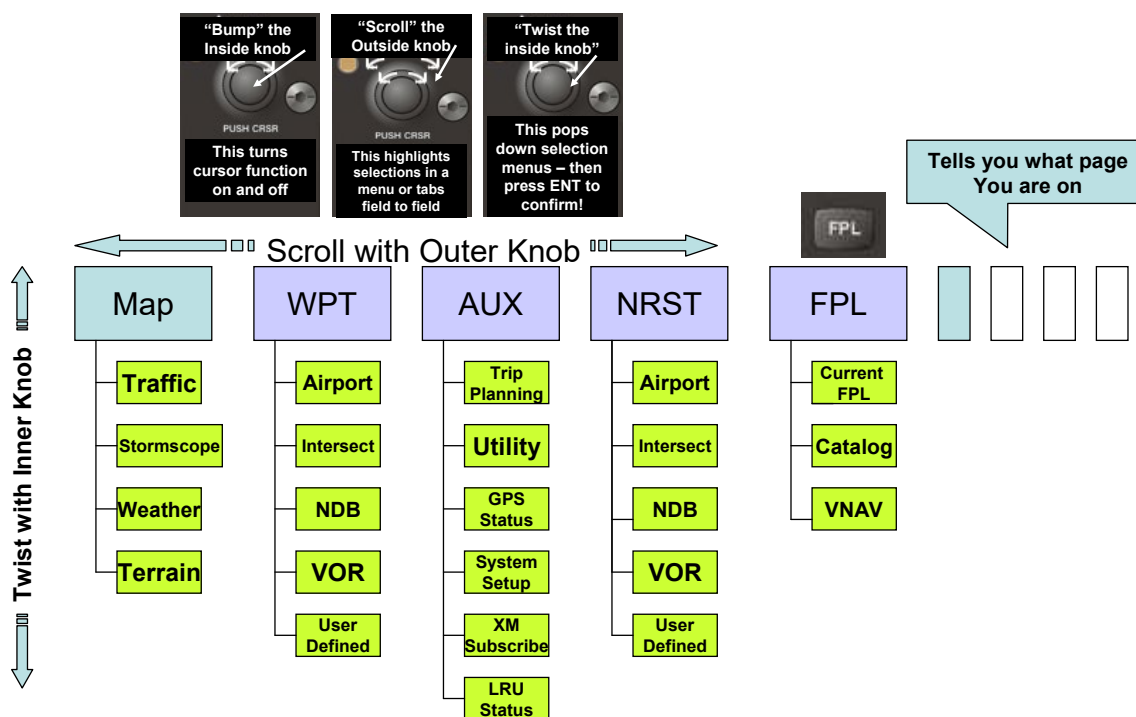 “Bump” the
Inside knob
PUSH CRSR
This turns
cursor function
on and off
“Scroll” the
Outside knob
PUSH CRSR
This highlights
selections in a
menu or tabs
field to field
“Twist the
inside knob”
This pops
down selection
menus – then
press ENT to
confirm!
Tells you what page
You are on
FPL
Scroll with Outer Knob
Twist with Inner Knob
Map
Traffic
Stormscope
Weather
Terrain
WPT
Airport
Intersect
NDB
VOR
User
Defined
AUX
Trip
Planning
Utility
GPS
Status
System
Setup
XM
Subscribe
LRU
Status
NRST
Airport
Intersect
NDB
VOR
User
Defined
FPL
Current
FPL
Catalog
VNAV